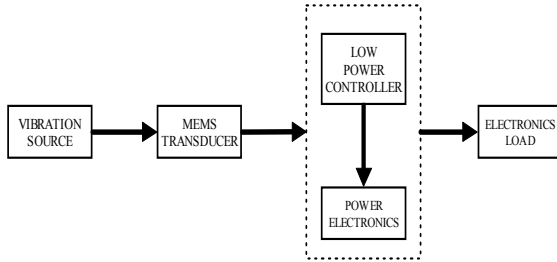 VIBRATION
SOURCE
MEMS
TRANSDUCER
LOW
POWER
CONTROLLER
POWER
ELECTRONICS
ELECTRONICS
LOAD